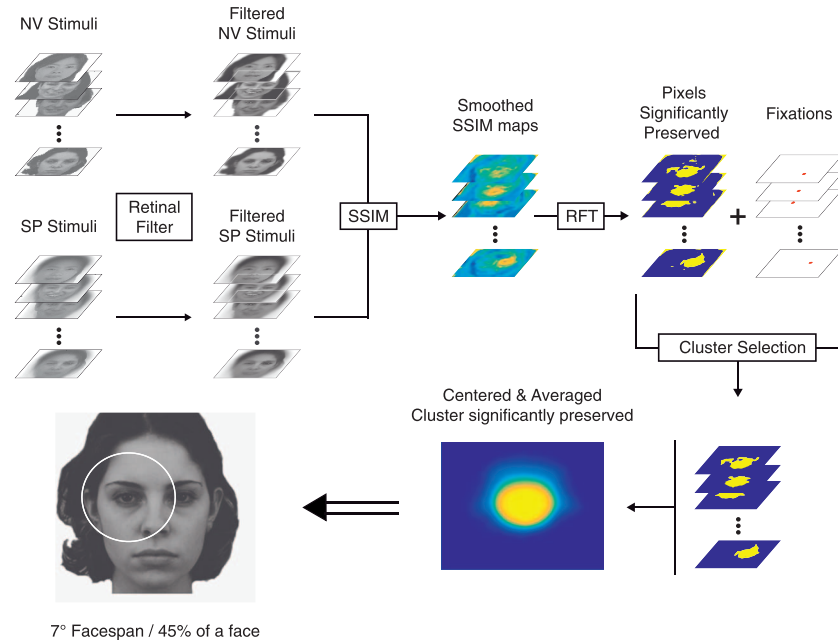 NV Stimuli
Filtered
NV Stimuli
Smoothed
SSIM maps
Pixels
Significantly
Preserved
Fixations
Retinal
Filter
SP Stimuli
Filtered
SP Stimuli
SSIM
RFT
+
Cluster Selection
Centered & Averaged
Cluster significantly preserved
7° Facespan / 45% of a face